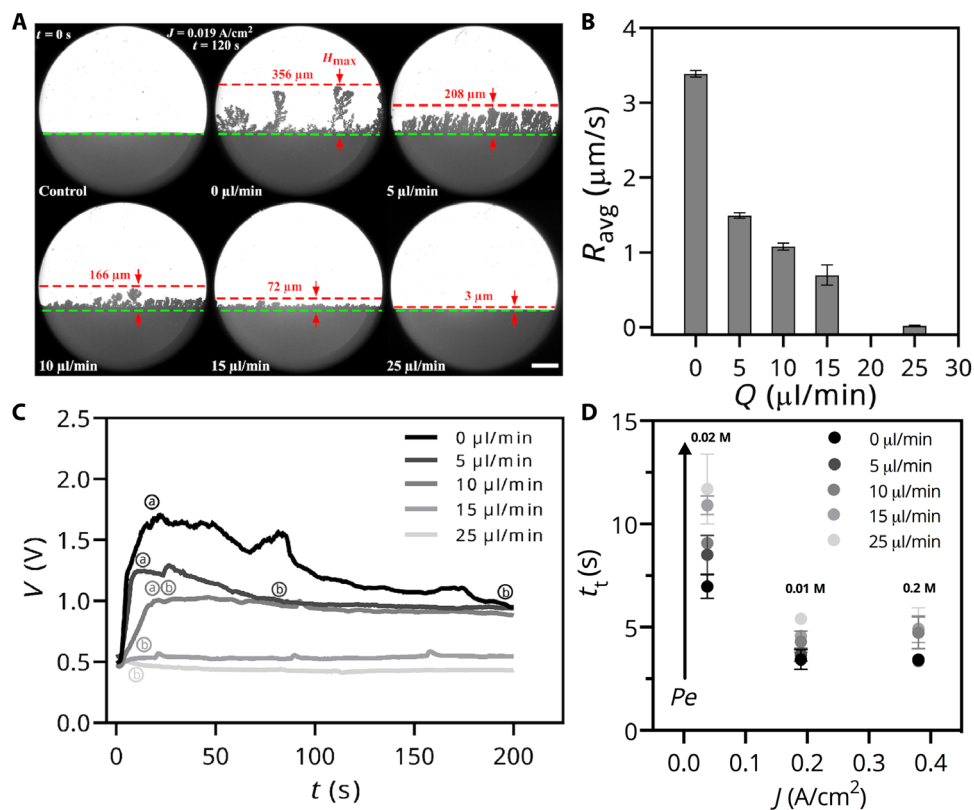 A
t = 0 s
J = 0.019 A/cm²
t = 120 s
Hmax
356 µm
208 µm
Control
0 µl/min
5 µl/min
166 µm
72 µm
3 µm
10 µl/min
15 µl/min
25 µl/min
B
4
3
2
1
0
Ravg (µm/s)
0 5 10 15 20 25 30
Q (µl/min)
C
2.5
2.0
1.5
1.0
0.5
0.0
V (V)
0 µl/min
5 µl/min
10 µl/min
15 µl/min
25 µl/min
a
a
a b
b
b
b
b
0 50 100 150 200
t (s)
D
15
10
5
0
tt (s)
0.02 M
0.01 M
0.2 M
0 µl/min
5 µl/min
10 µl/min
15 µl/min
25 µl/min
Pe
0.0 0.1 0.2 0.3 0.4
J (A/cm²)